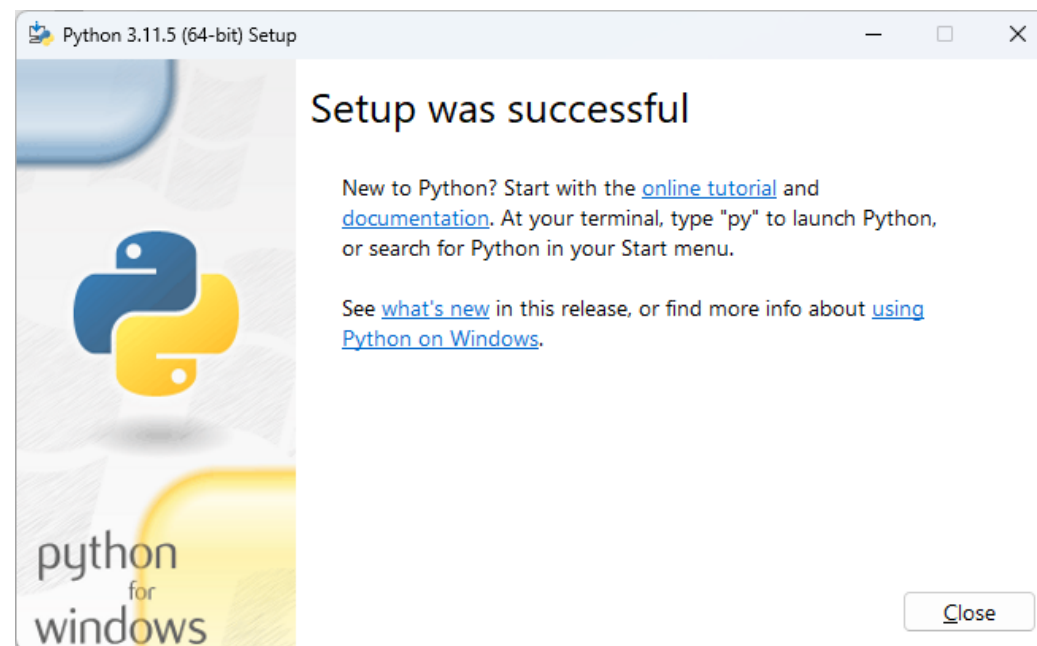 Python 3.11.5 (64-bit) Setup
Setup was successful
New to Python? Start with the online tutorial and
documentation. At your terminal, type "py" to launch Python,
or search for Python in your Start menu.
See what's new in this release, or find more info about using
Python on Windows.
python
for
windows
Close